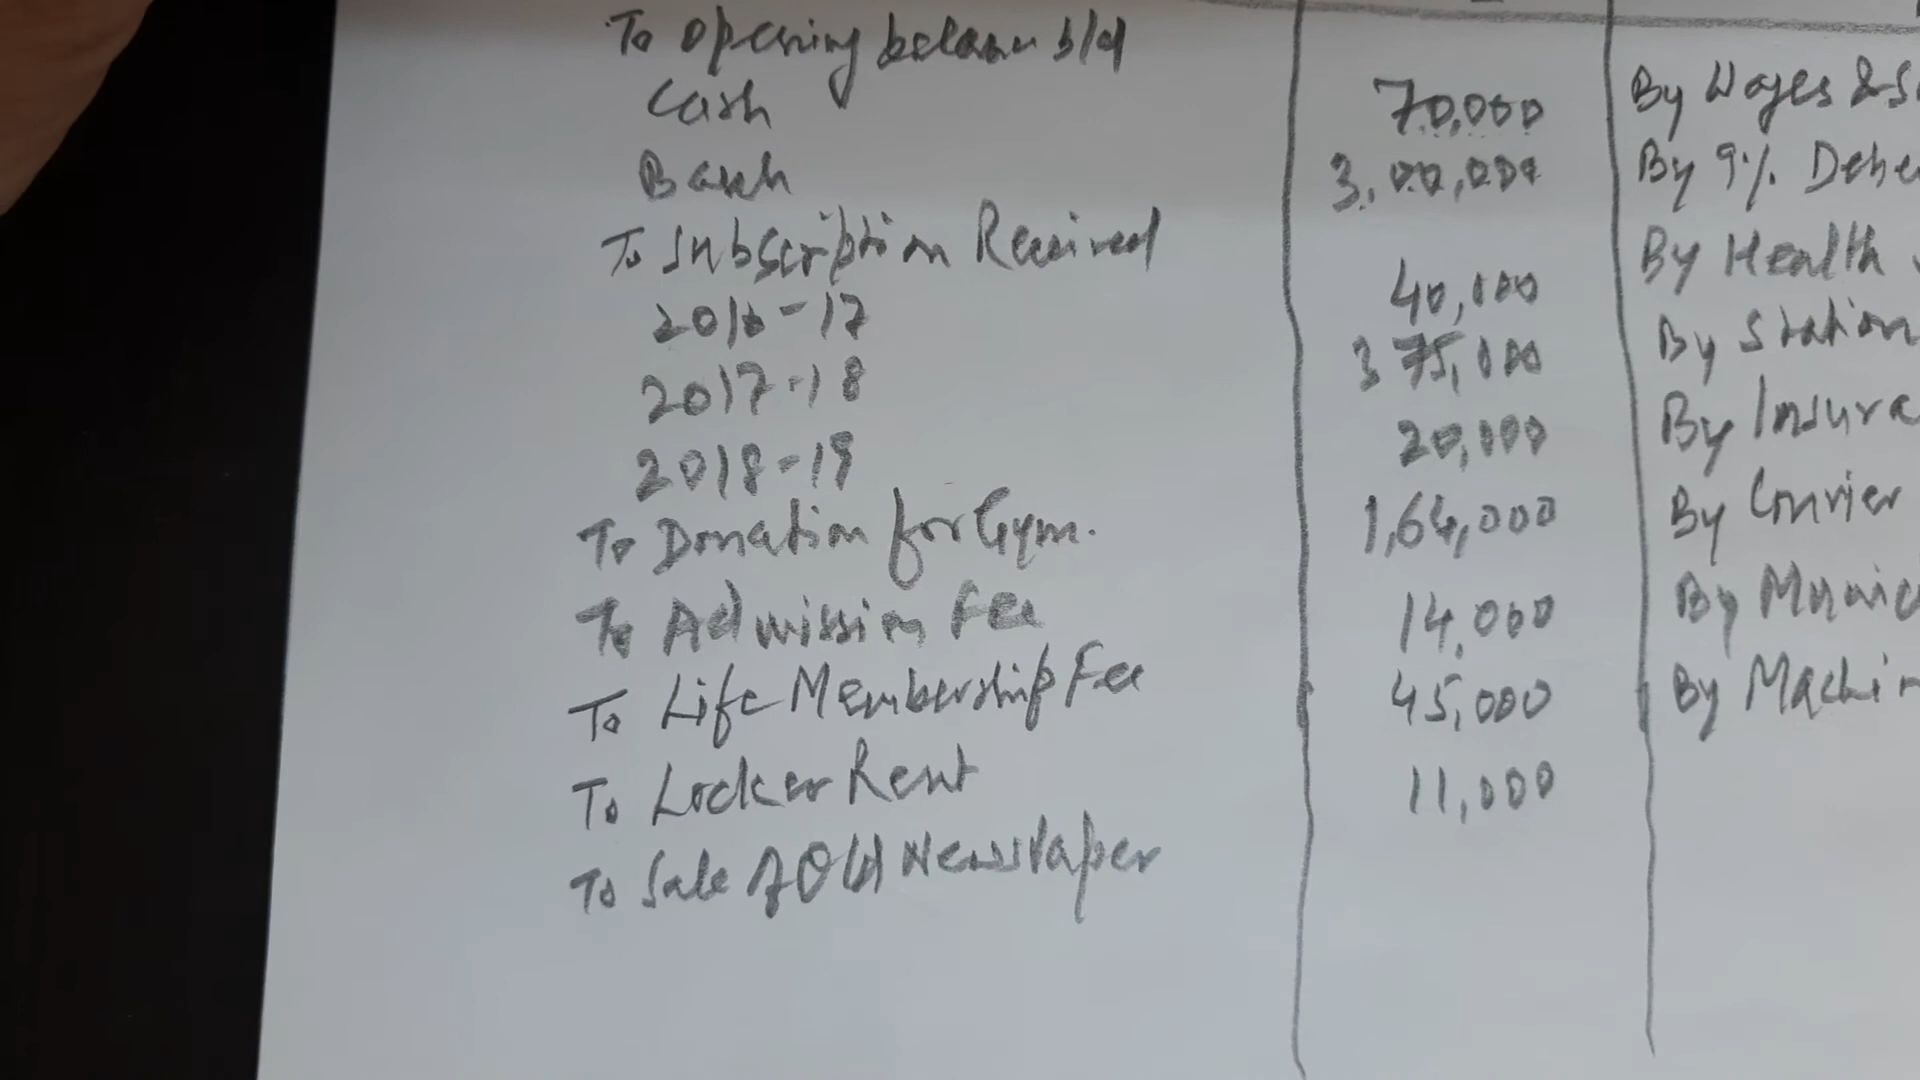 To Opening balance b/d
Cash 70,000 By Wages & S
Bank 3,00,000 By 9% Debe
To Subscription Received By Health
2016-17 40,000 By Station
2017-18 375,000 By Insura
2018-19 20,000 By Courier
To Donation for Gym. 1,64,000 By Munic
To Admission Fee 14,000 By Machin
To Life Membership Fee 45,000
To Locker Rent 11,000
To Sale of Old Newspaper